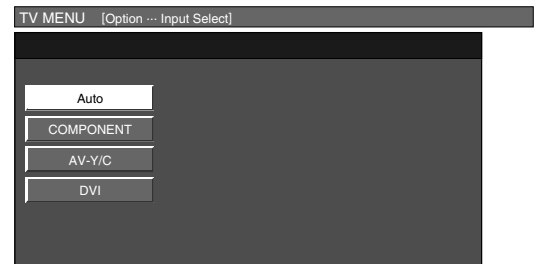 TV MENU [Option ··· Input Select]
Auto
COMPONENT
AV-Y/C
DVI